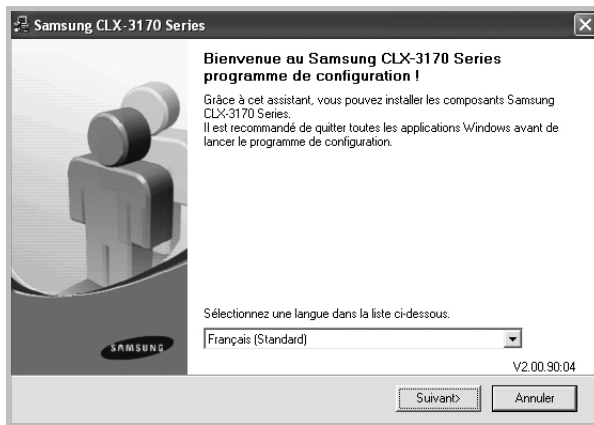 Samsung CLX-3170 Series
Bienvenue au Samsung CLX-3170 Series
programme de configuration !
Grâce à cet assistant, vous pouvez installer les composants Samsung
CLX-3170 Series.
Il est recommandé de quitter toutes les applications Windows avant de
lancer le programme de configuration.
Sélectionnez une langue dans la liste ci-dessous.
Français (Standard)
SAMSUNG
V2.00.90:04
Suivant>
Annuler